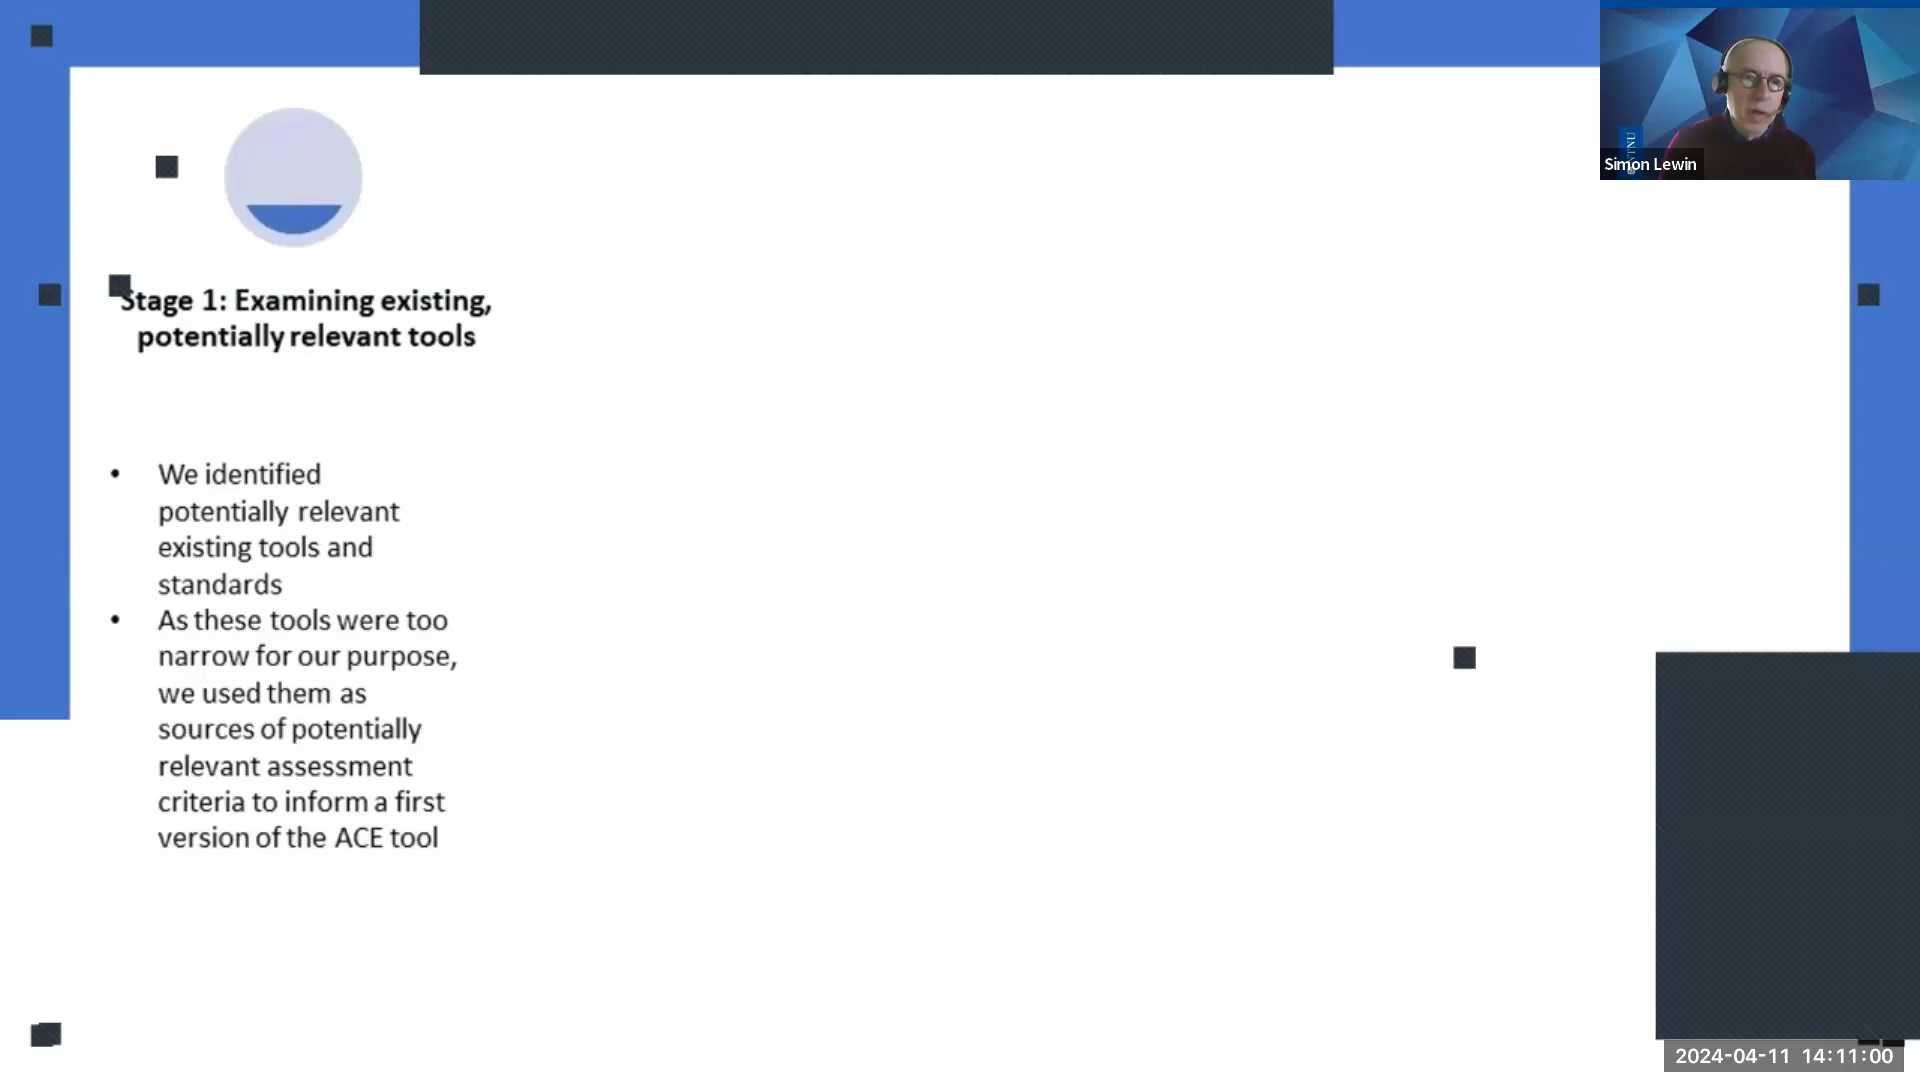 Stage 1: Examining existing,
potentially relevant tools
• We identified
potentially relevant
existing tools and
standards
• As these tools were too
narrow for our purpose,
we used them as
sources of potentially
relevant assessment
criteria to inform a first
version of the ACE tool
NTNU
Simon Lewin
2024-04-11 14:11:00